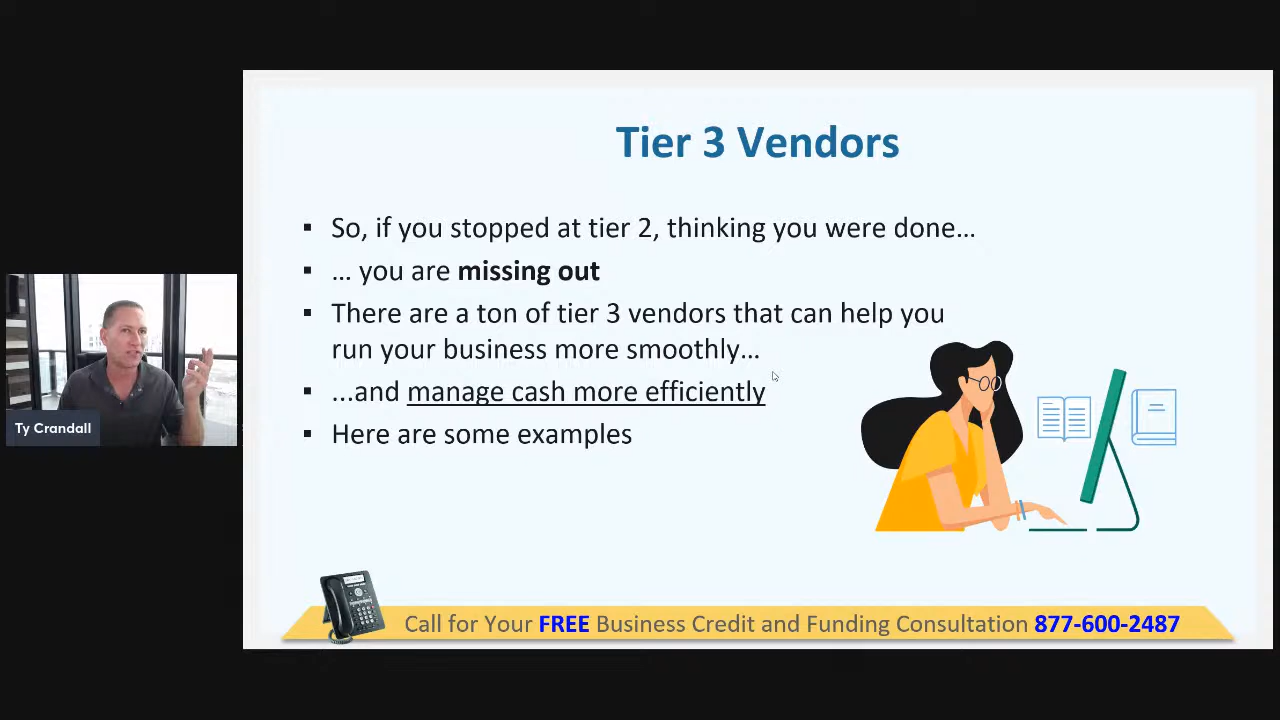 Tier 3 Vendors
▪ So, if you stopped at tier 2, thinking you were done…
▪ … you are missing out
▪ There are a ton of tier 3 vendors that can help you
run your business more smoothly…
▪ ...and manage cash more efficiently
▪ Here are some examples
Ty Crandall
Call for Your FREE Business Credit and Funding Consultation 877-600-2487